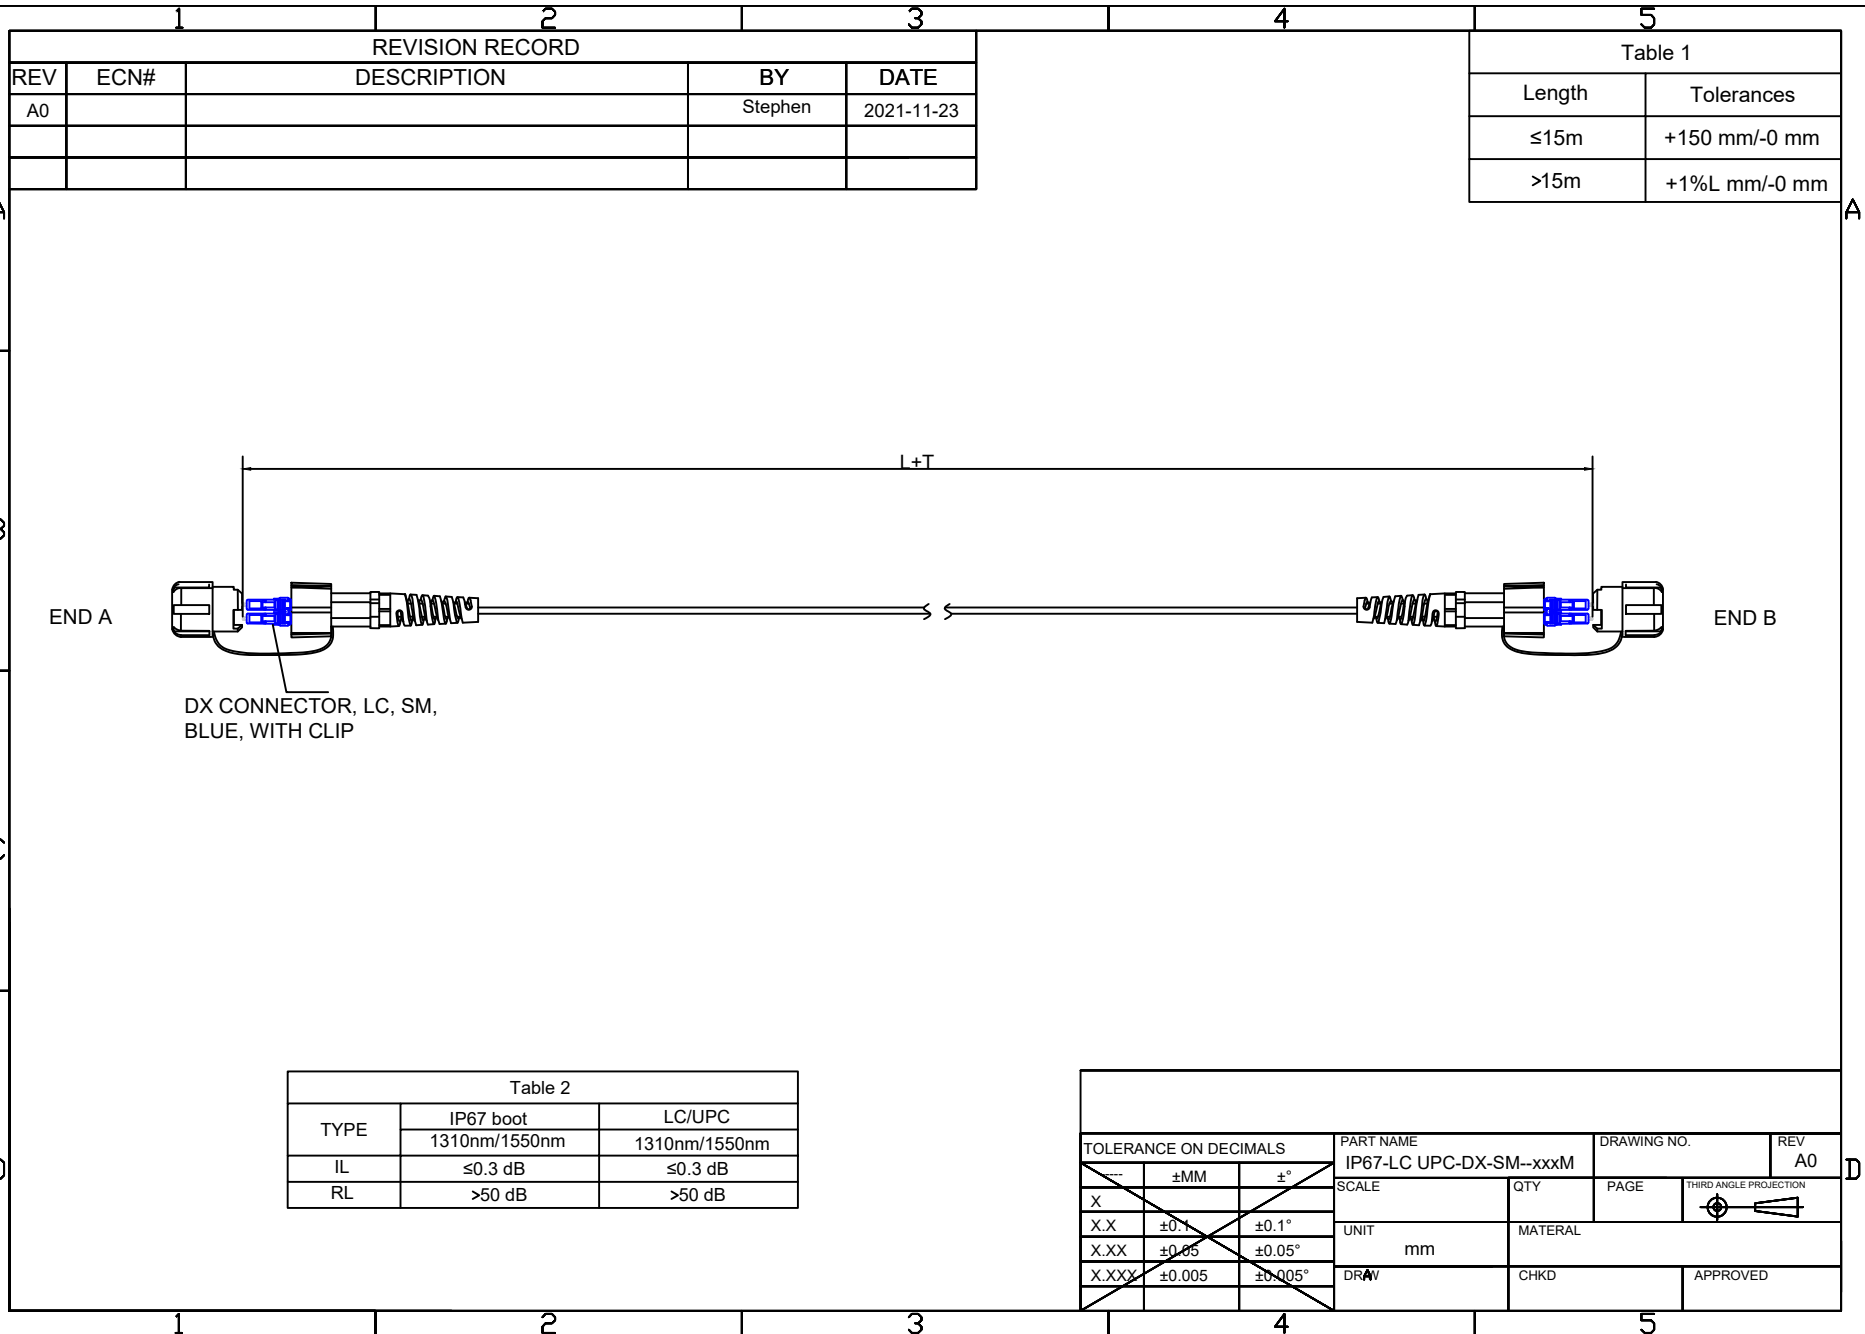 1 2 3 4 5
REVISION RECORD
REV ECN# DESCRIPTION BY DATE
A0 Stephen 2021-11-23
Table 1
Length Tolerances
≤15m +150 mm/-0 mm
>15m +1%L mm/-0 mm
A A
L+T
B
END A
END B
DX CONNECTOR, LC, SM,
BLUE, WITH CLIP
C
Table 2
TYPE IP67 boot LC/UPC
1310nm/1550nm 1310nm/1550nm
IL ≤0.3 dB ≤0.3 dB
RL >50 dB >50 dB
TOLERANCE ON DECIMALS
---- ±MM ±°
X
X.X ±0.1 ±0.1°
X.XX ±0.05 ±0.05°
X.XXX ±0.005 ±0.005°
PART NAME
IP67-LC UPC-DX-SM--xxxM
DRAWING NO.
REV
A0
SCALE QTY PAGE THIRD ANGLE PROJECTION
UNIT
mm
MATERAL
DRAW CHKD APPROVED
D D
1 2 3 4 5